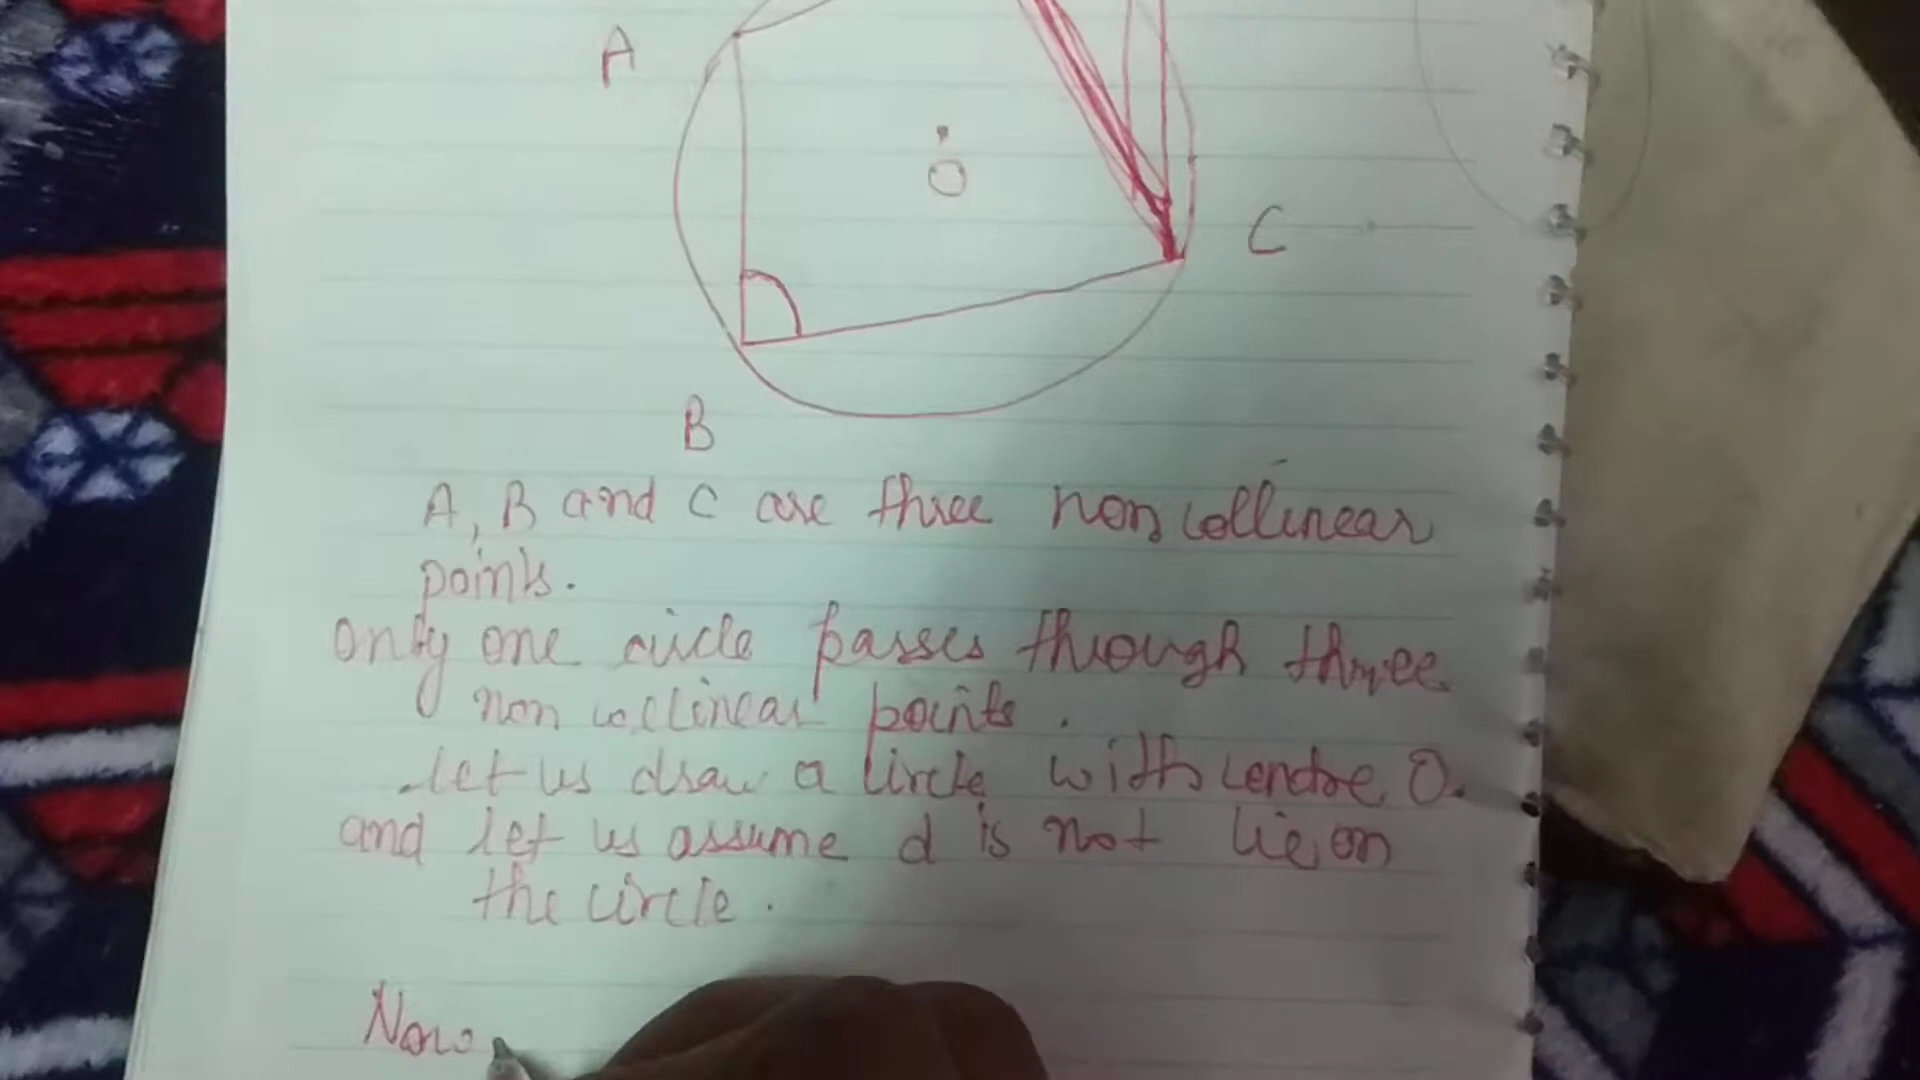 A
O
C
B
A, B and C are three non collinear
points.
only one circle passes through three
non collinear points.
let us draw a circle with centre O.
and let us assume d is not lie on
the circle.
Now